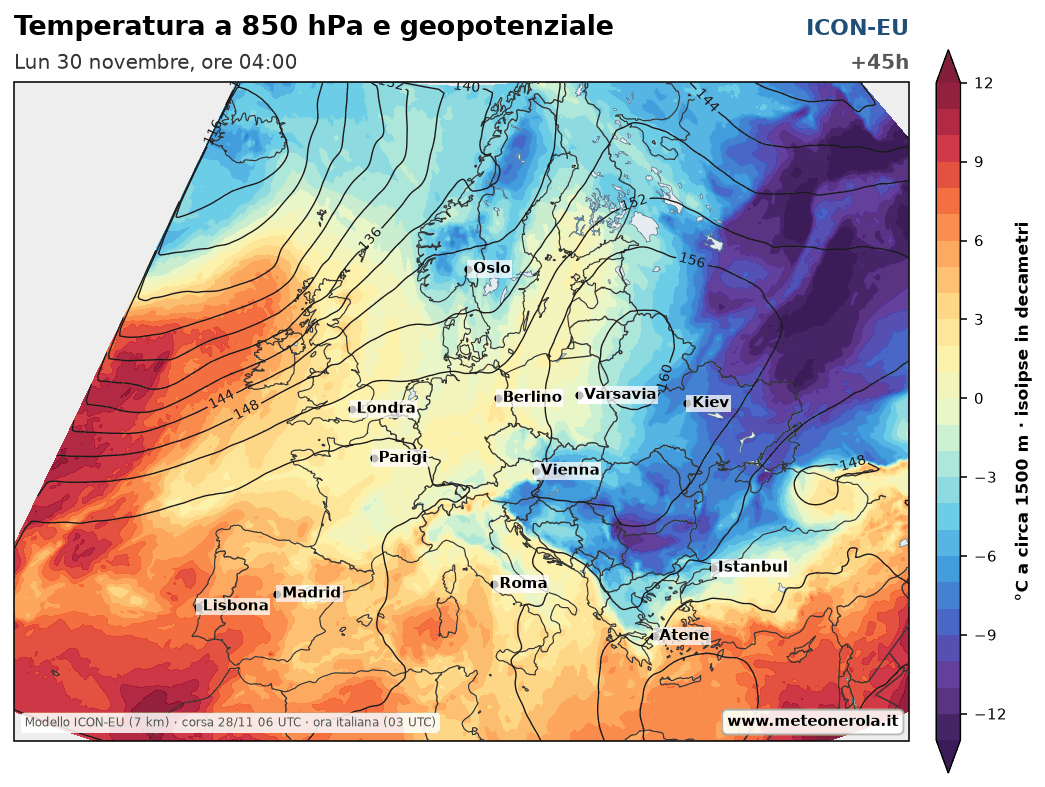 Temperatura a 850 hPa e geopotenziale
ICON-EU
Lun 30 novembre, ore 04:00
+45h
116
140
144
152
136
156
160
144
148
148
Oslo
Londra
Berlino
Varsavia
Kiev
Parigi
Vienna
Istanbul
Roma
Madrid
Lisbona
Atene
Modello ICON-EU (7 km) · corsa 28/11 06 UTC · ora italiana (03 UTC)
www.meteonerola.it
12
9
6
3
0
−3
−6
−9
−12
°C a circa 1500 m · isoipse in decametri